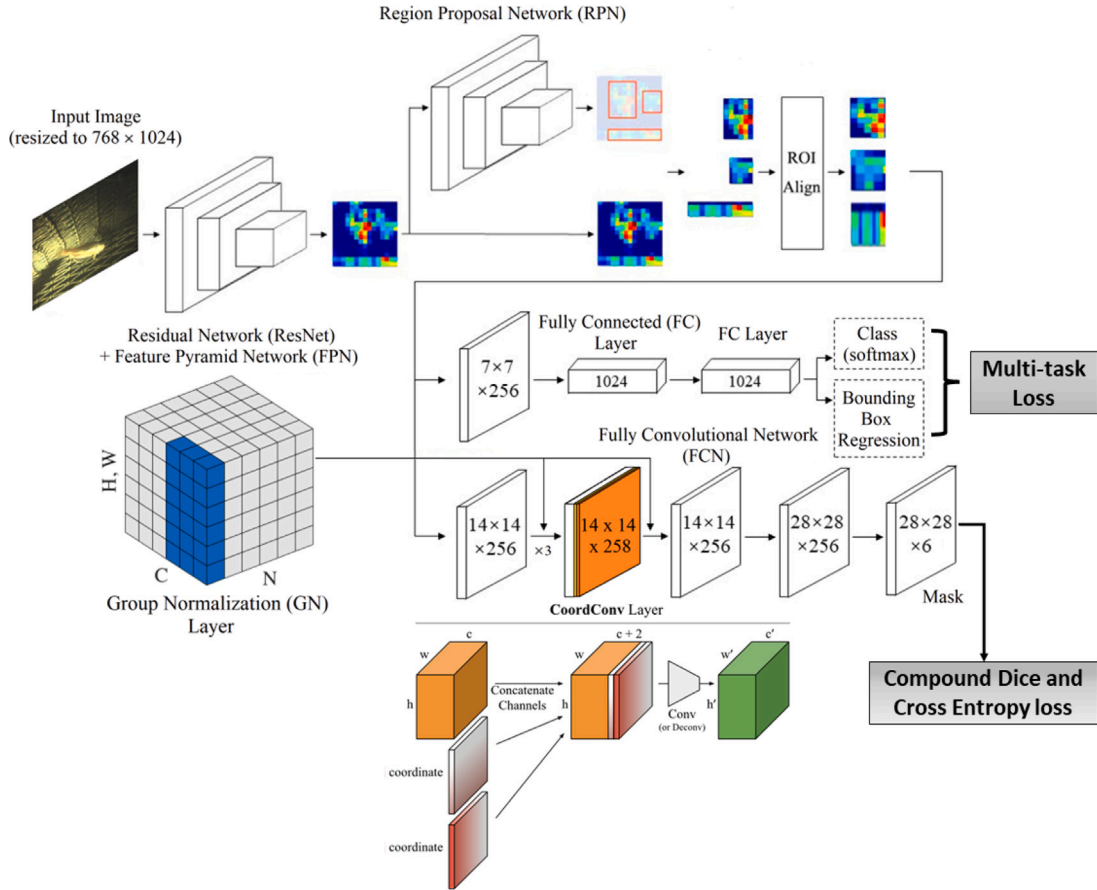 Region Proposal Network (RPN)
Input Image
(resized to 768 × 1024)
ROI
Align
Residual Network (ResNet)
+ Feature Pyramid Network (FPN)
Fully Connected (FC)
Layer
FC Layer
Class
(softmax)
7×7
×256
1024
1024
Bounding
Box
Regression
Multi-task
Loss
Fully Convolutional Network
(FCN)
H, W
C
N
Group Normalization (GN)
Layer
14×14
×256
×3
14 x 14
x 258
14×14
×256
28×28
×256
28×28
×6
Mask
CoordConv Layer
c
w
h
Concatenate
Channels
c + 2
w
h
Conv
(or Deconv)
c'
w'
h'
coordinate
coordinate
Compound Dice and
Cross Entropy loss